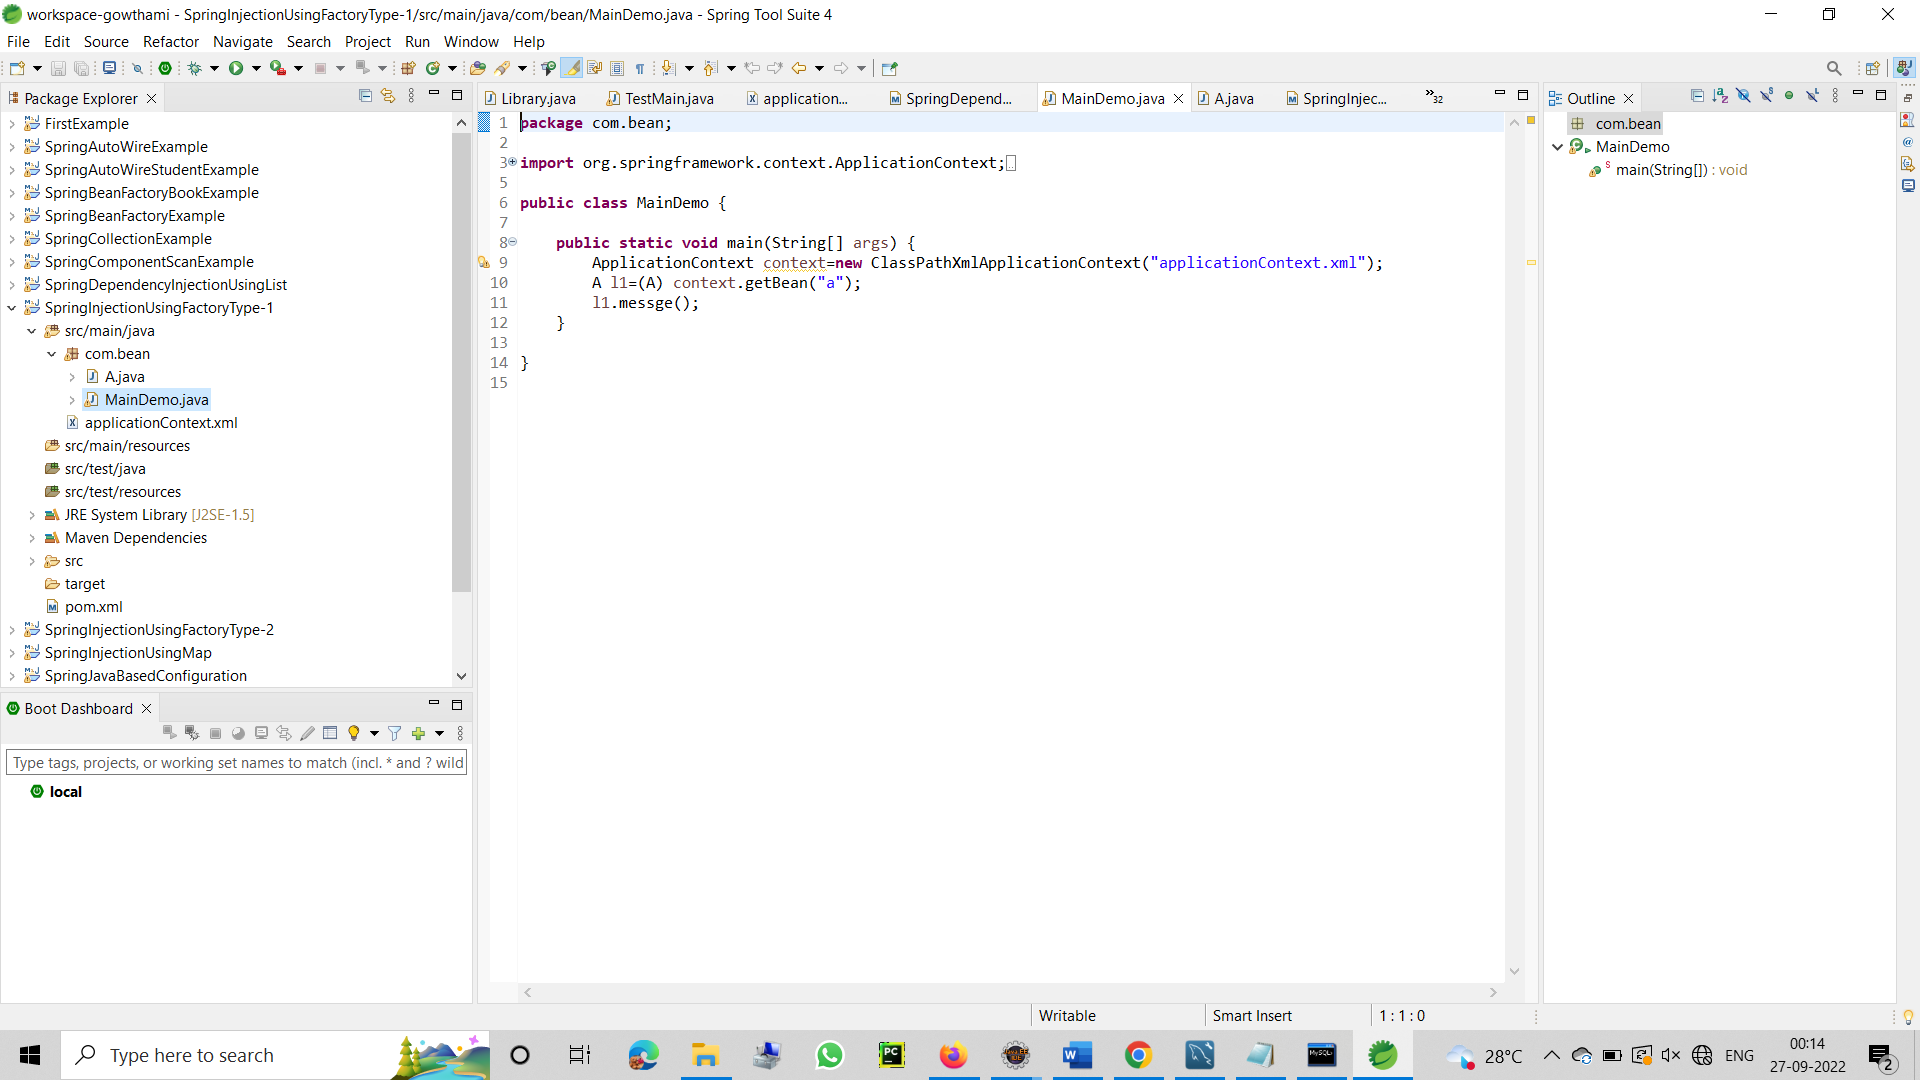 workspace-gowthami - SpringInjectionUsingFactoryType-1/src/main/java/com/bean/MainDemo.java - Spring Tool Suite 4
File Edit Source Refactor Navigate Search Project Run Window Help
Package Explorer
FirstExample
SpringAutoWireExample
SpringAutoWireStudentExample
SpringBeanFactoryBookExample
SpringBeanFactoryExample
SpringCollectionExample
SpringComponentScanExample
SpringDependencyInjectionUsingList
SpringInjectionUsingFactoryType-1
src/main/java
com.bean
A.java
MainDemo.java
applicationContext.xml
src/main/resources
src/test/java
src/test/resources
JRE System Library [J2SE-1.5]
Maven Dependencies
src
target
pom.xml
SpringInjectionUsingFactoryType-2
SpringInjectionUsingMap
SpringJavaBasedConfiguration
Boot Dashboard
Type tags, projects, or working set names to match (incl. * and ? wild
local
Library.java TestMain.java application... SpringDepend... MainDemo.java A.java SpringInjec... »32
1 package com.bean;
2
3 import org.springframework.context.ApplicationContext;
5
6 public class MainDemo {
7
8 public static void main(String[] args) {
9 ApplicationContext context=new ClassPathXmlApplicationContext("applicationContext.xml");
10 A l1=(A) context.getBean("a");
11 l1.messge();
12 }
13
14 }
15
Outline
com.bean
MainDemo
main(String[]) : void
Writable Smart Insert 1 : 1 : 0
Type here to search
28°C ENG
00:14
27-09-2022
2